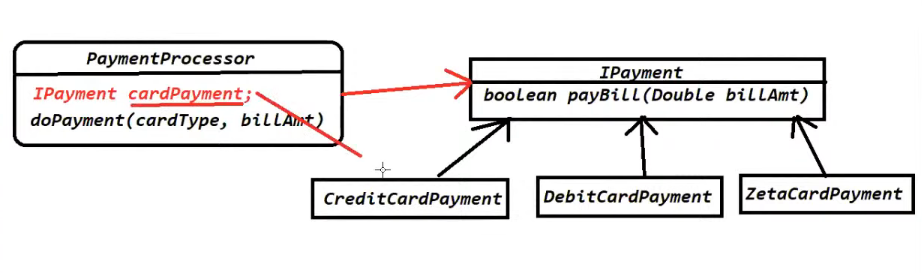 PaymentProcessor
IPayment cardPayment;
doPayment(cardType, billAmt)
IPayment
boolean payBill(Double billAmt)
CreditCardPayment
DebitCardPayment
ZetaCardPayment